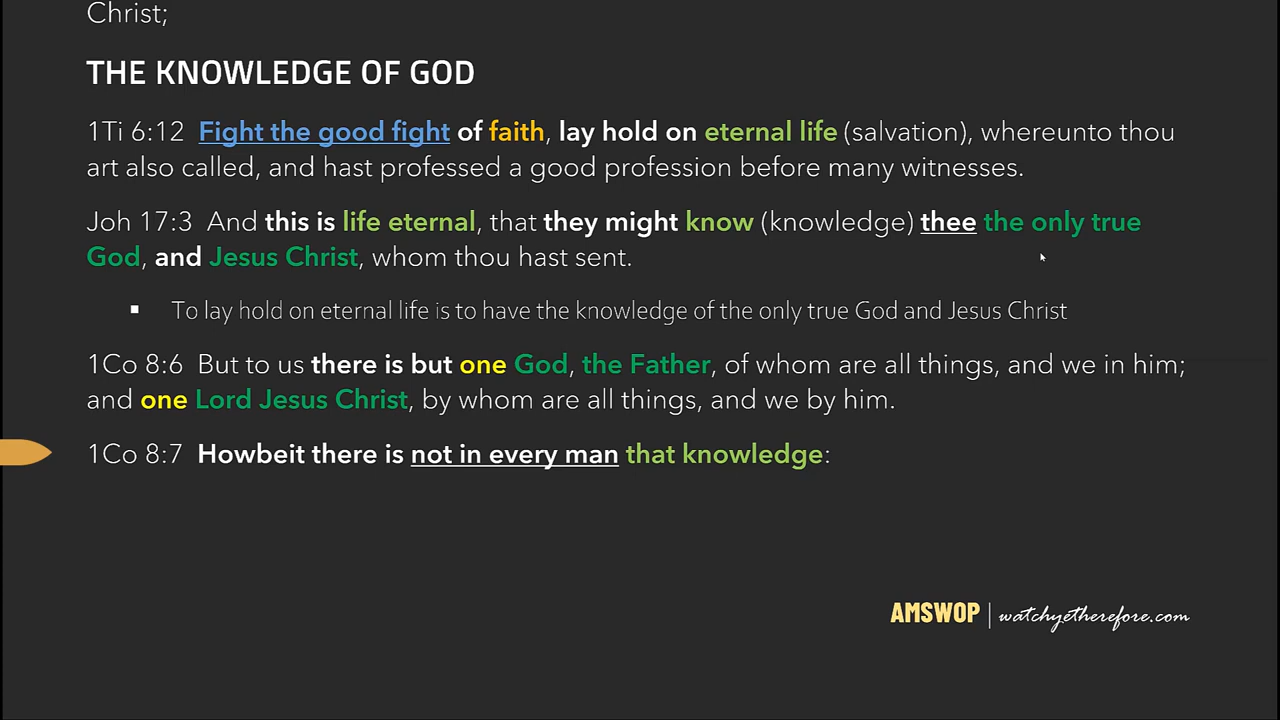 Christ;
THE KNOWLEDGE OF GOD
1Ti 6:12 Fight the good fight of faith, lay hold on eternal life (salvation), whereunto thou
art also called, and hast professed a good profession before many witnesses.
Joh 17:3 And this is life eternal, that they might know (knowledge) thee the only true
God, and Jesus Christ, whom thou hast sent.
▪ To lay hold on eternal life is to have the knowledge of the only true God and Jesus Christ
1Co 8:6 But to us there is but one God, the Father, of whom are all things, and we in him;
and one Lord Jesus Christ, by whom are all things, and we by him.
1Co 8:7 Howbeit there is not in every man that knowledge:
AMSWOP | watchyetherefore.com